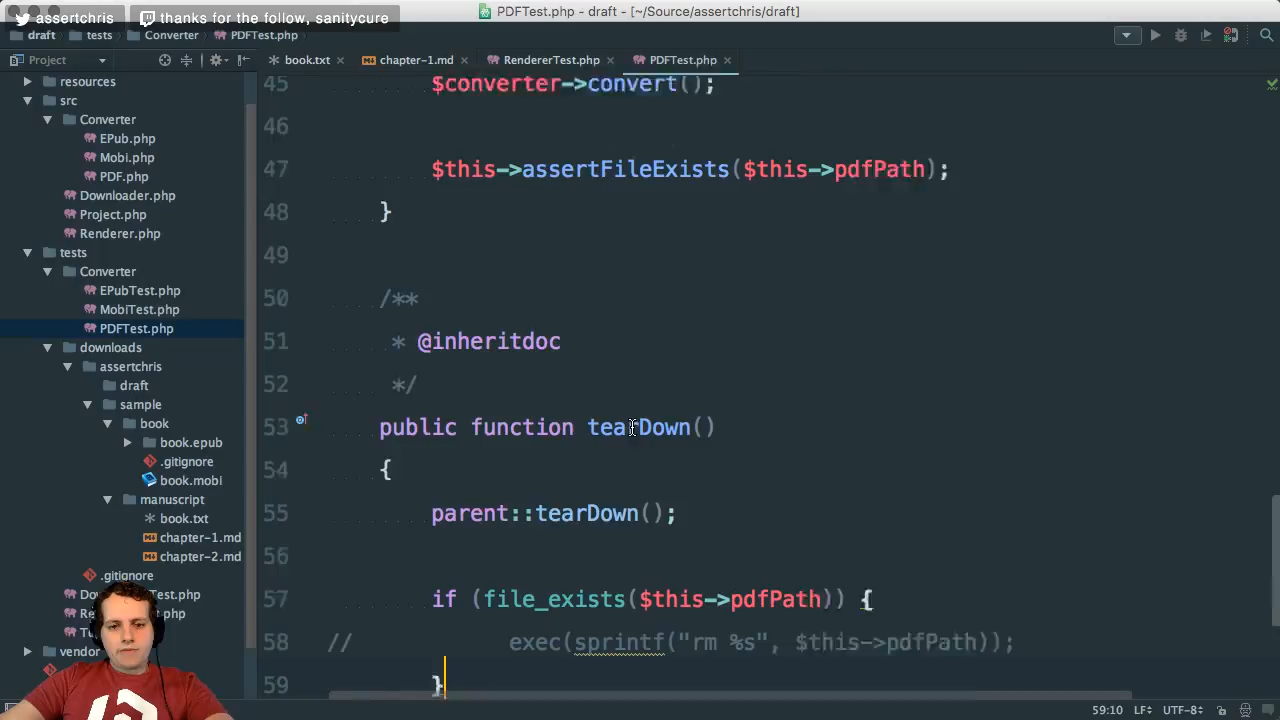 assertchris
thanks for the follow, sanitycure
PDFTest.php - draft - [~/Source/assertchris/draft]
draft
tests
Converter
PDFTest.php
Project
book.txt
chapter-1.md
RendererTest.php
PDFTest.php
resources
src
Converter
EPub.php
Mobi.php
PDF.php
Downloader.php
Project.php
Renderer.php
tests
Converter
EPubTest.php
MobiTest.php
PDFTest.php
downloads
assertchris
draft
sample
book
book.epub
.gitignore
book.mobi
manuscript
book.txt
chapter-1.md
chapter-2.md
.gitignore
Test.php
vendor
45 $converter->convert();
46
47 $this->assertFileExists($this->pdfPath);
48 }
49
50 /**
51 * @inheritdoc
52 */
53 public function tearDown()
54 {
55 parent::tearDown();
56
57 if (file_exists($this->pdfPath)) {
58 // exec(sprintf("rm %s", $this->pdfPath));
59 }
59:10 LF UTF-8